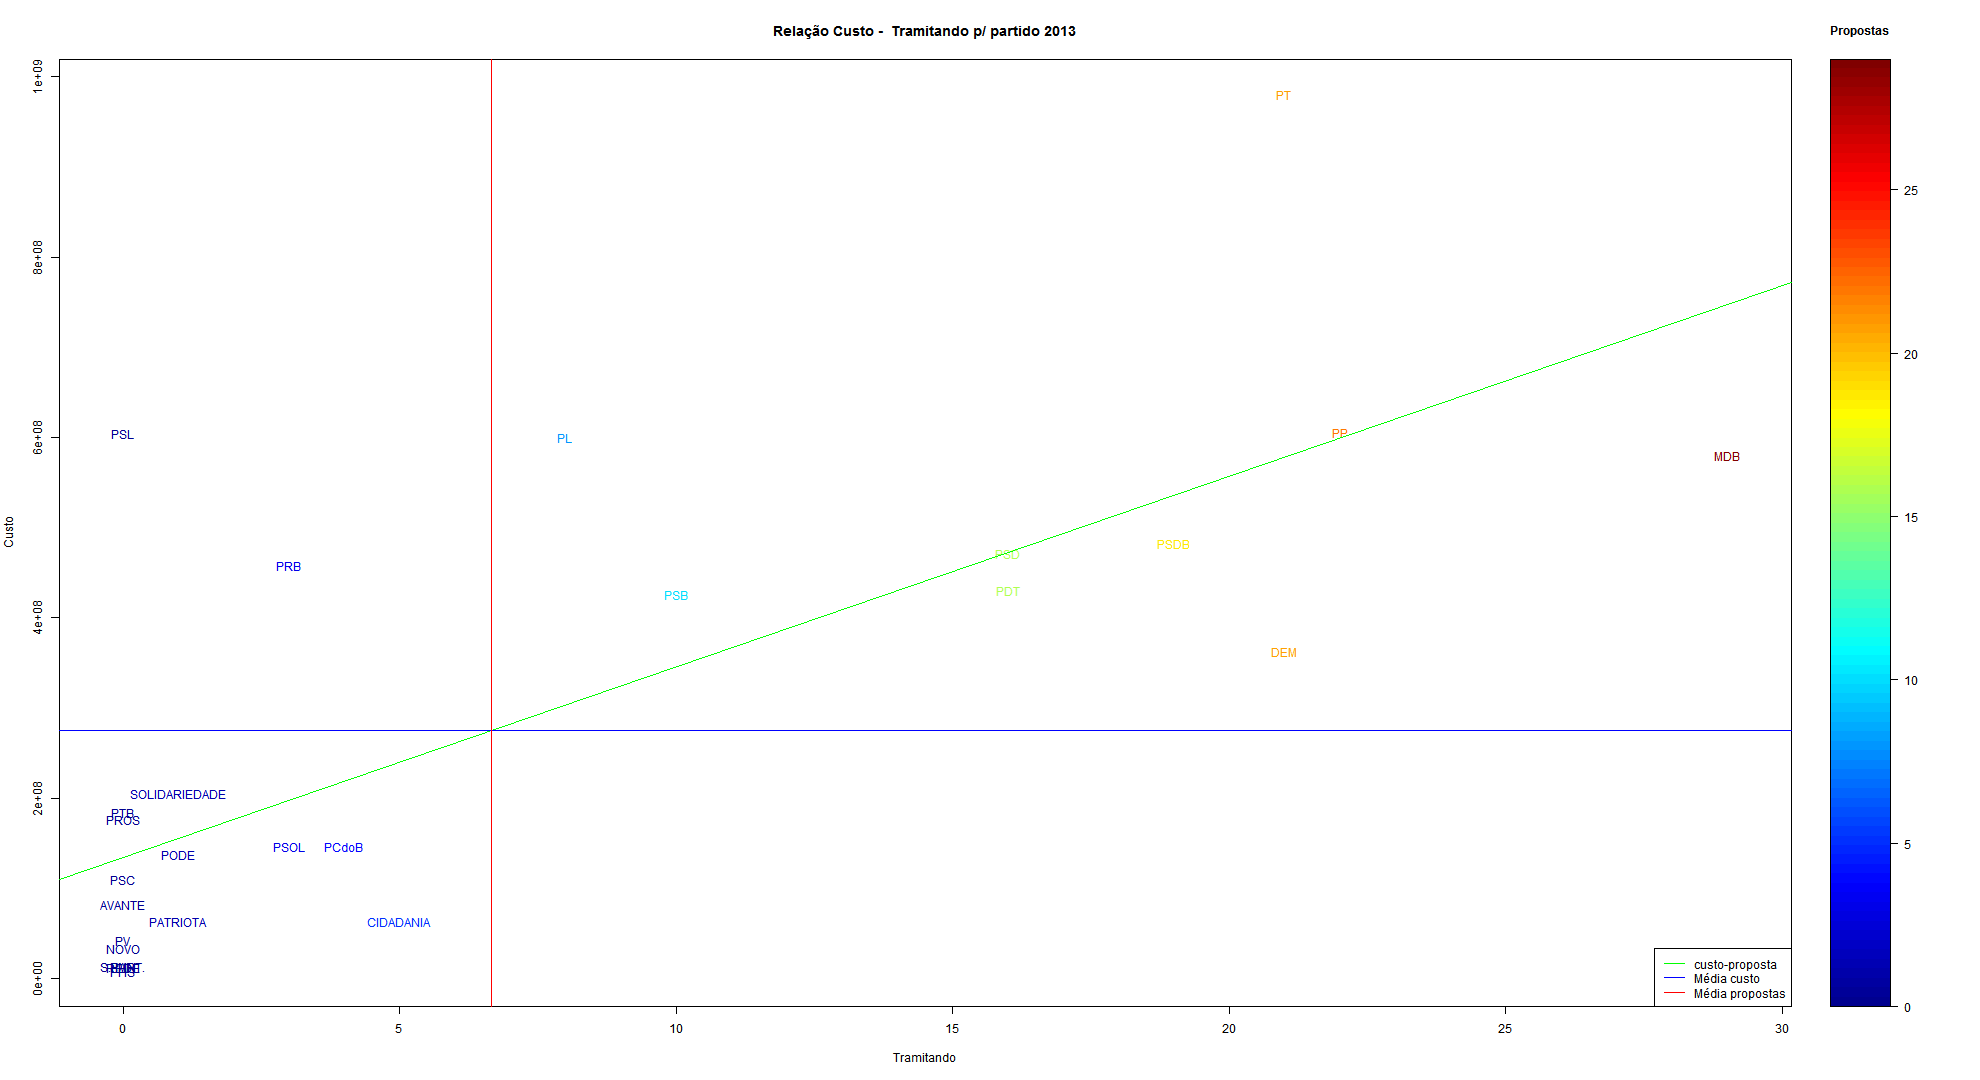 Relação Custo -  Tramitando p/ partido 2013
Propostas
1e+09
8e+08
6e+08
4e+08
2e+08
0e+00
Custo
PT
PSL
PL
PP
MDB
PRB
PSB
PSD
PSDB
PDT
DEM
SOLIDARIEDADE
PTB
PROS
PODE
PSOL
PCdoB
PSC
AVANTE
PATRIOTA
CIDADANIA
PV
NOVO
PHS
custo-proposta
Média custo
Média propostas
0
5
10
15
20
25
30
Tramitando
25
20
15
10
5
0